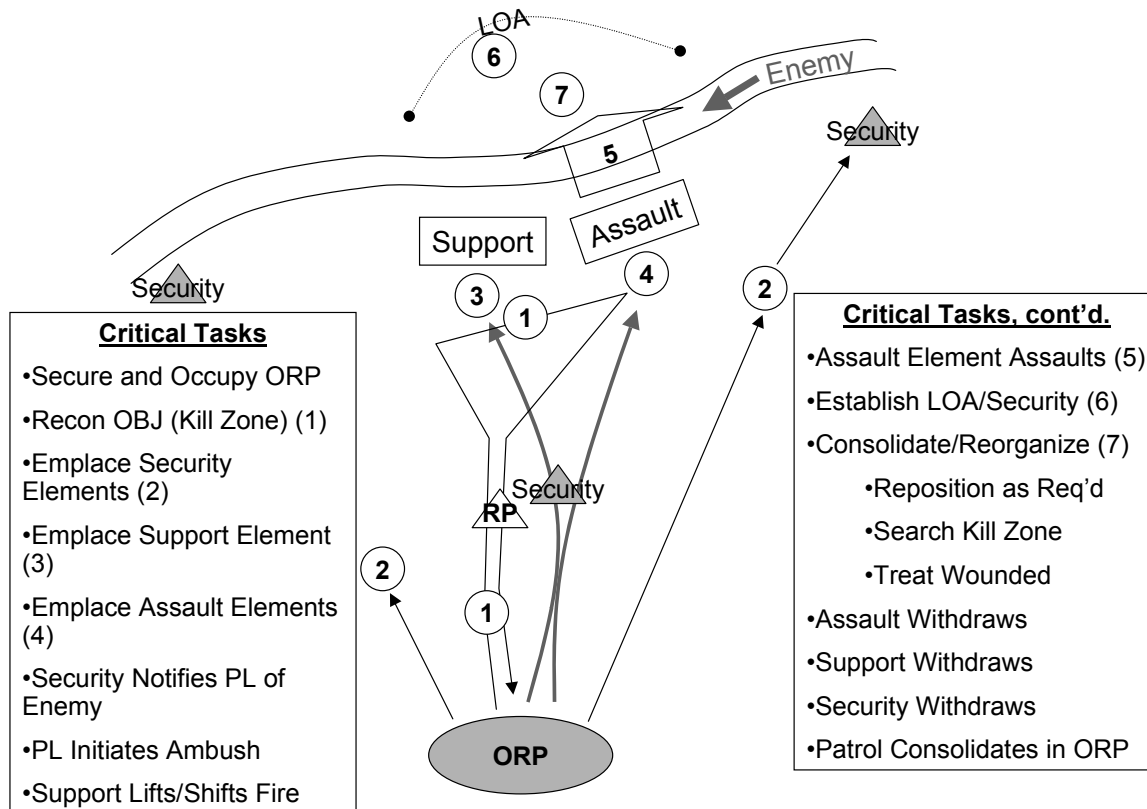 LOA
6
7
Enemy
Security
5
Support
Assault
Security
3
1
4
2
Security
RP
2
1
ORP
Critical Tasks
•Secure and Occupy ORP
•Recon OBJ (Kill Zone) (1)
•Emplace Security
Elements (2)
•Emplace Support Element
(3)
•Emplace Assault Elements
(4)
•Security Notifies PL of
Enemy
•PL Initiates Ambush
•Support Lifts/Shifts Fire
Critical Tasks, cont’d.
•Assault Element Assaults (5)
•Establish LOA/Security (6)
•Consolidate/Reorganize (7)
•Reposition as Req’d
•Search Kill Zone
•Treat Wounded
•Assault Withdraws
•Support Withdraws
•Security Withdraws
•Patrol Consolidates in ORP